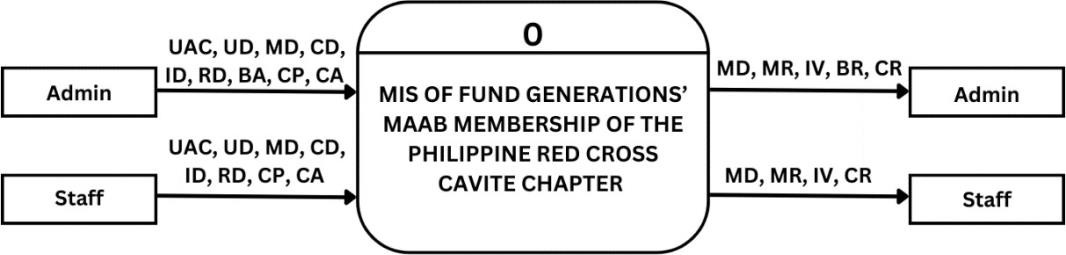 0
UAC, UD, MD, CD,
ID, RD, BA, CP, CA
Admin
UAC, UD, MD, CD,
ID, RD, CP, CA
Staff
MIS OF FUND GENERATIONS’
MAAB MEMBERSHIP OF THE
PHILIPPINE RED CROSS
CAVITE CHAPTER
MD, MR, IV, BR, CR
Admin
MD, MR, IV, CR
Staff